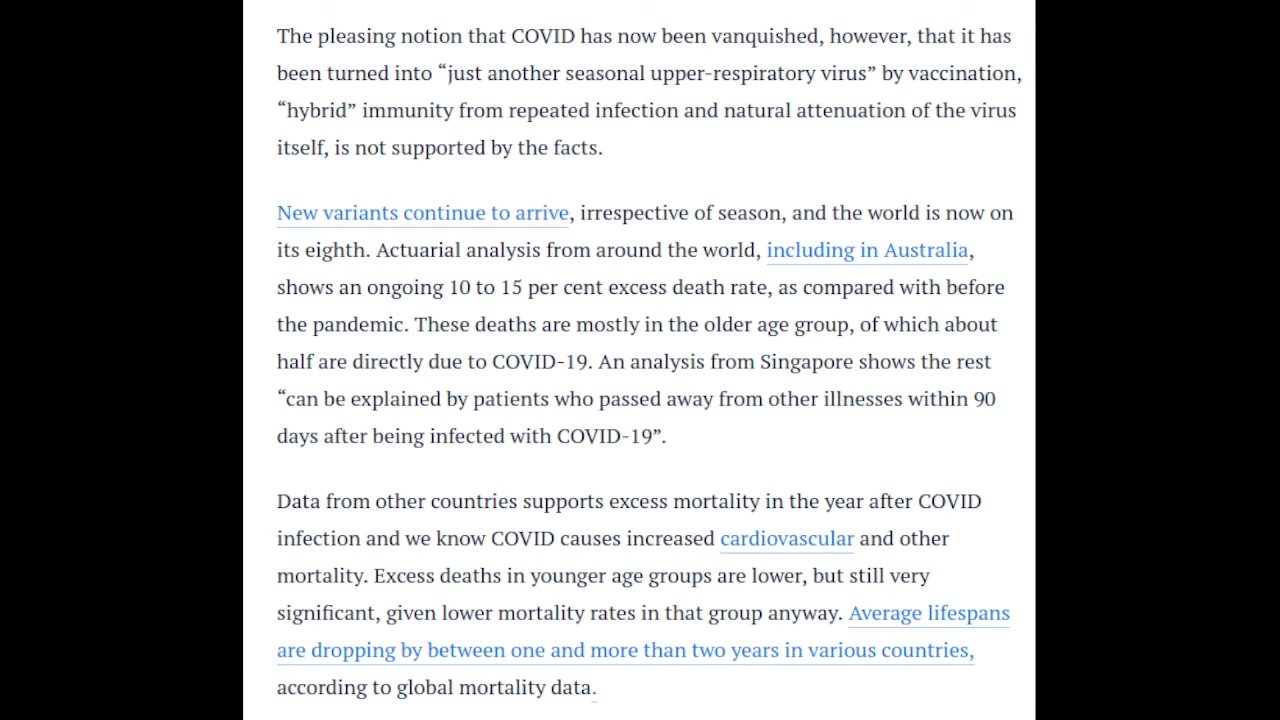 The pleasing notion that COVID has now been vanquished, however, that it has
been turned into “just another seasonal upper-respiratory virus” by vaccination,
“hybrid” immunity from repeated infection and natural attenuation of the virus
itself, is not supported by the facts.
New variants continue to arrive, irrespective of season, and the world is now on
its eighth. Actuarial analysis from around the world, including in Australia,
shows an ongoing 10 to 15 per cent excess death rate, as compared with before
the pandemic. These deaths are mostly in the older age group, of which about
half are directly due to COVID-19. An analysis from Singapore shows the rest
“can be explained by patients who passed away from other illnesses within 90
days after being infected with COVID-19”.
Data from other countries supports excess mortality in the year after COVID
infection and we know COVID causes increased cardiovascular and other
mortality. Excess deaths in younger age groups are lower, but still very
significant, given lower mortality rates in that group anyway. Average lifespans
are dropping by between one and more than two years in various countries,
according to global mortality data.